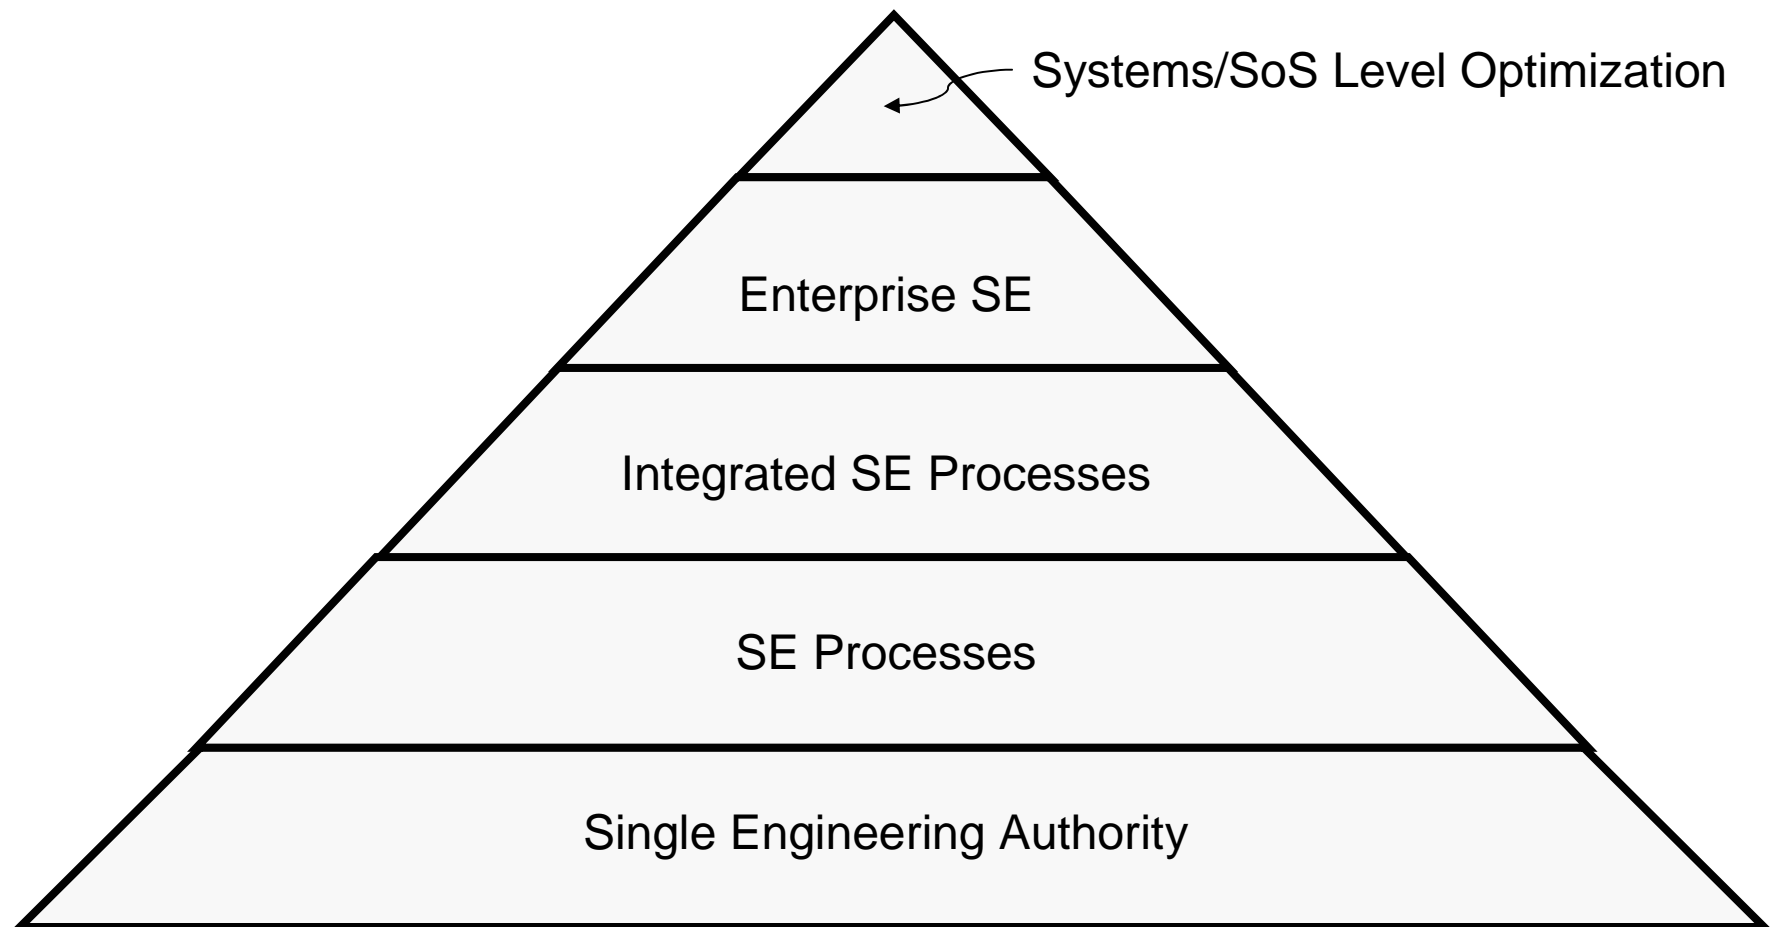 Systems/SoS Level Optimization
Enterprise SE
Integrated SE Processes
SE Processes
Single Engineering Authority